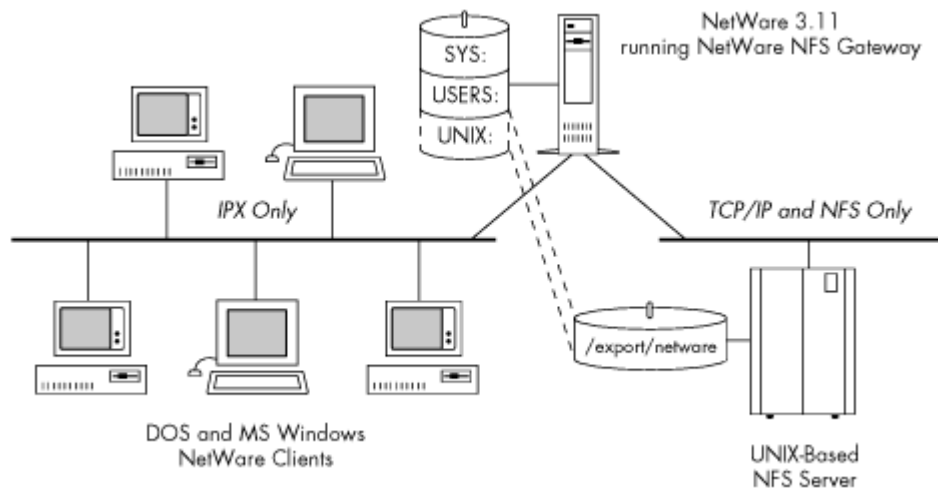 NetWare 3.11
running NetWare NFS Gateway
SYS:
USERS:
UNIX:
IPX Only
TCP/IP and NFS Only
/export/netware
DOS and MS Windows
NetWare Clients
UNIX-Based
NFS Server